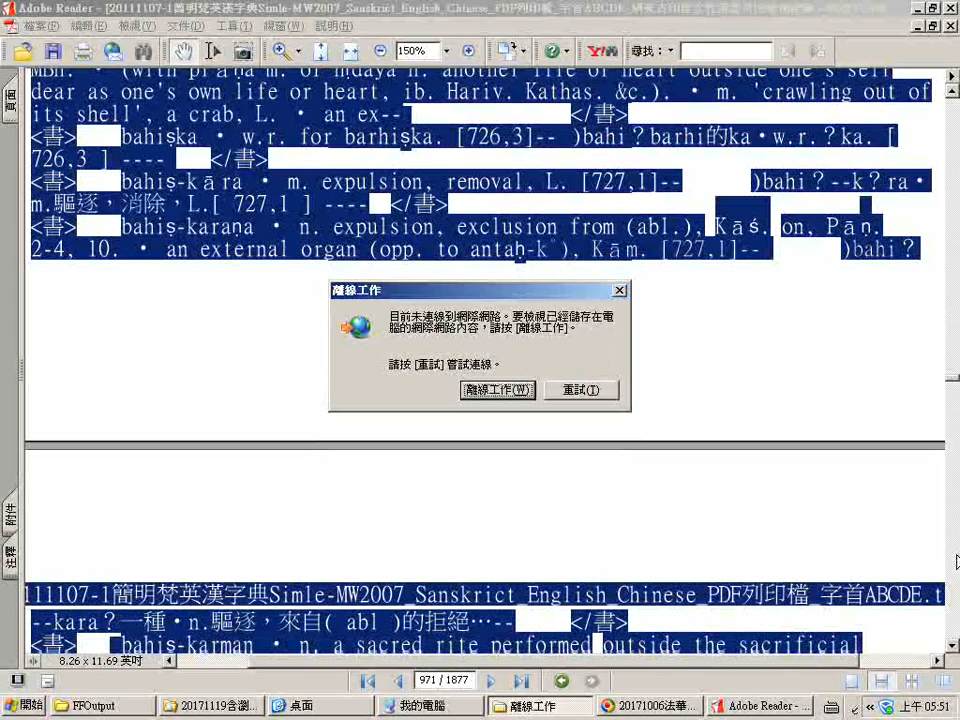 Adobe Reader - [20111107-1簡明梵英漢字典Simle-MW2007_Sanskrict_English_Chinese_PDF列印檔_字首ABCDE.
檔案(F) 編輯(E) 檢視(V) 文件(D) 工具(T) 視窗(W) 說明(H)
150% 尋找：
頁面
MBh. • (with prāṇa m. or hṛdaya n. another life or heart outside one's self
dear as one's own life or heart, ib. Hariv. Kathas. &c.). • m. 'crawling out of
its shell', a crab, L. • an ex-- </書>
<書> bahiṣka • w.r. for barhiṣka. [726,3]-- )bahi？barhi的ka•w.r.？ka. [
726,3 ] ---- </書>
<書> bahiṣ-kāra • m. expulsion, removal, L. [727,1]-- )bahi？--k？ra•
m.驅逐，消除，L.[ 727,1 ] ---- </書>
<書> bahiṣ-karaṇa • n. expulsion, exclusion from (abl.), Kāś. on, Pāṇ.
2-4, 10. • an external organ (opp. to antaḥ-k°), Kām. [727,1]-- )bahi？
離線工作
目前未連線到網際網路。要檢視已經儲存在電
腦的網際網路內容，請按 [離線工作]。
請按 [重試] 嘗試連線。
離線工作(W) 重試(T)
附件
注釋
111107-1簡明梵英漢字典Simle-MW2007_Sanskrict_English_Chinese_PDF列印檔_字首ABCDE.t
--kara？一種•n.驅逐，來自( abl )的拒絕…-- </書>
<書> bahiṣ-karman • n. a sacred rite performed outside the sacrificial
8.26 x 11.69 英吋
971 / 1877
開始 FFOutput 20171119含瀏... 桌面 我的電腦 離線工作 20171006法華... Adobe Reader -... 上午 05:51